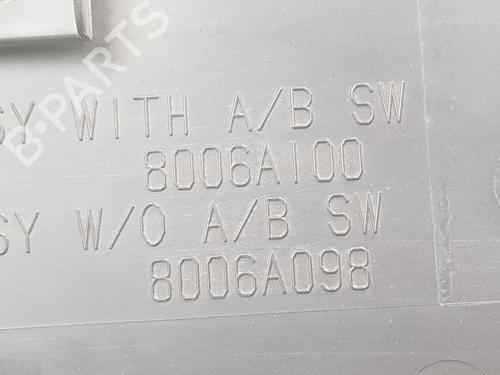 SY WITH A/B SW
8006A100
SY W/O A/B SW
8006A098
B-PARTS